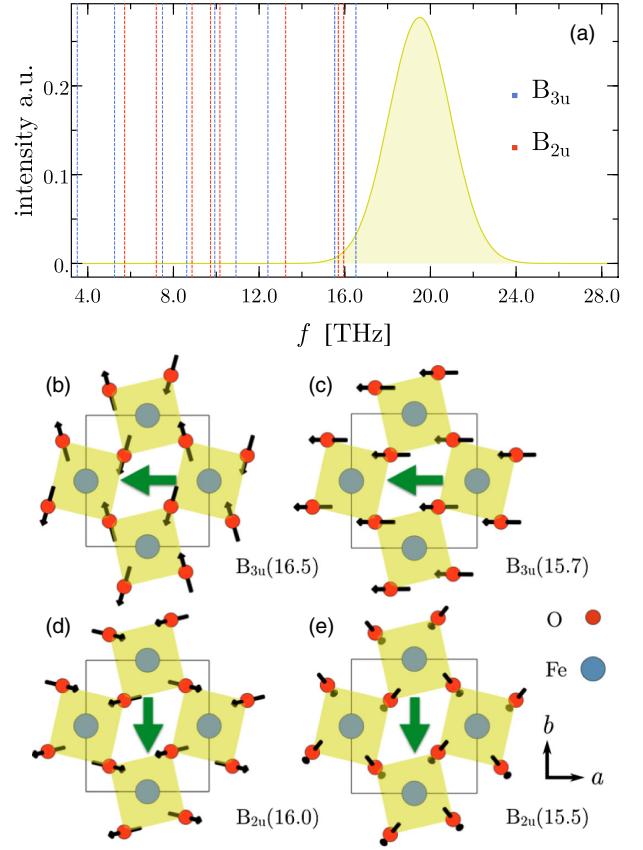 (a)
intensity a.u.
0.2
0.1
0.
B3u
B2u
4.0 8.0 12.0 16.0 20.0 24.0 28.0
f [THz]
(b) (c)
B3u(16.5) B3u(15.7)
(d) (e)
O
Fe
b
a
B2u(16.0) B2u(15.5)